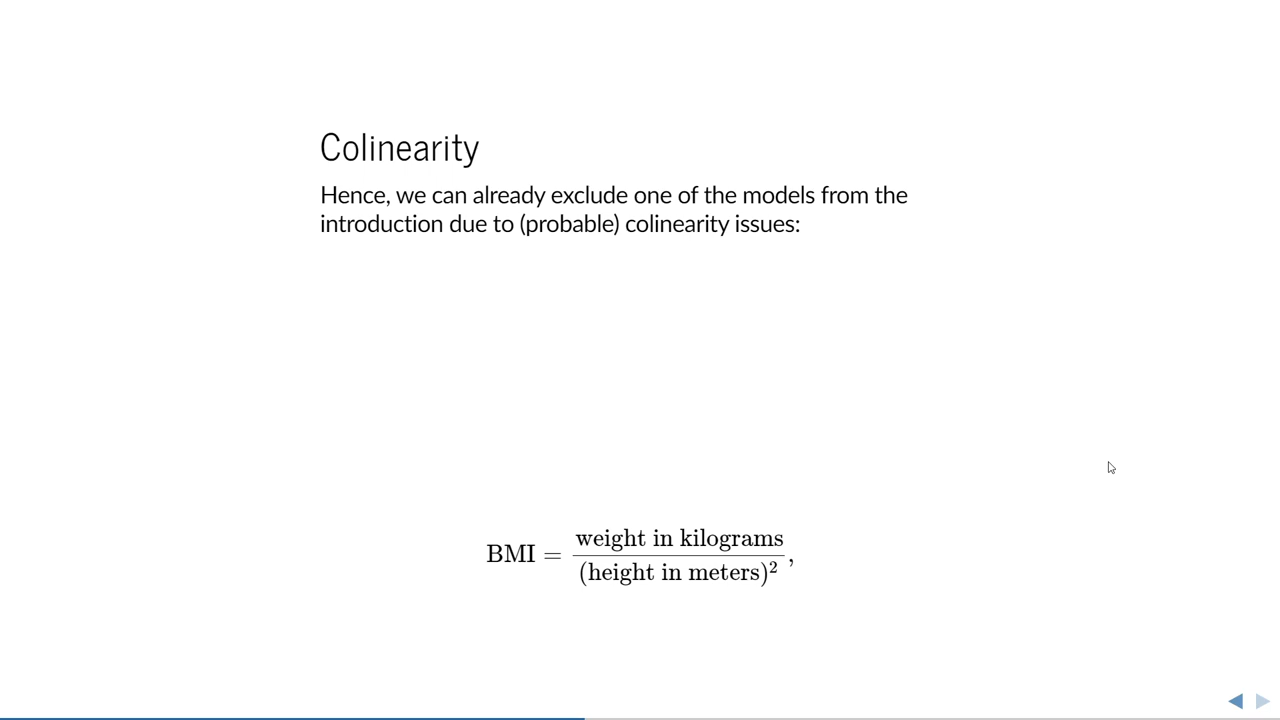 Colinearity
Hence, we can already exclude one of the models from the
introduction due to (probable) colinearity issues:
BMI = weight in kilograms / (height in meters)²,